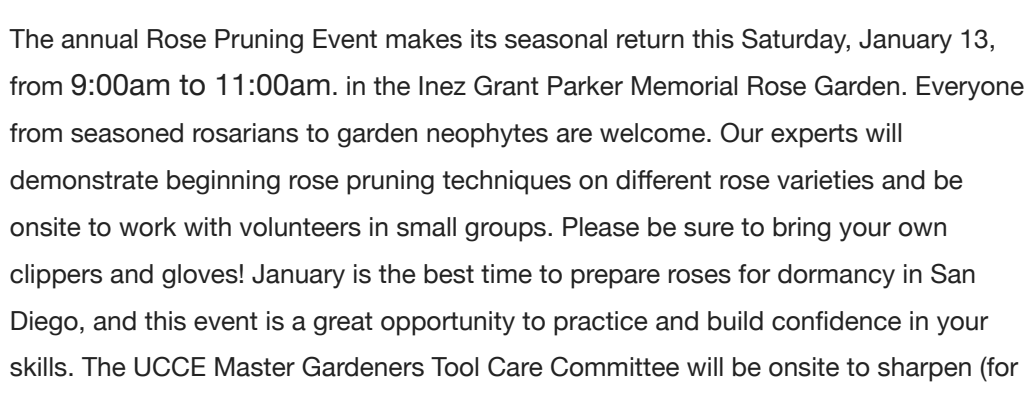 The annual Rose Pruning Event makes its seasonal return this Saturday, January 13,
from 9:00am to 11:00am. in the Inez Grant Parker Memorial Rose Garden. Everyone
from seasoned rosarians to garden neophytes are welcome. Our experts will
demonstrate beginning rose pruning techniques on different rose varieties and be
onsite to work with volunteers in small groups. Please be sure to bring your own
clippers and gloves! January is the best time to prepare roses for dormancy in San
Diego, and this event is a great opportunity to practice and build confidence in your
skills. The UCCE Master Gardeners Tool Care Committee will be onsite to sharpen (for